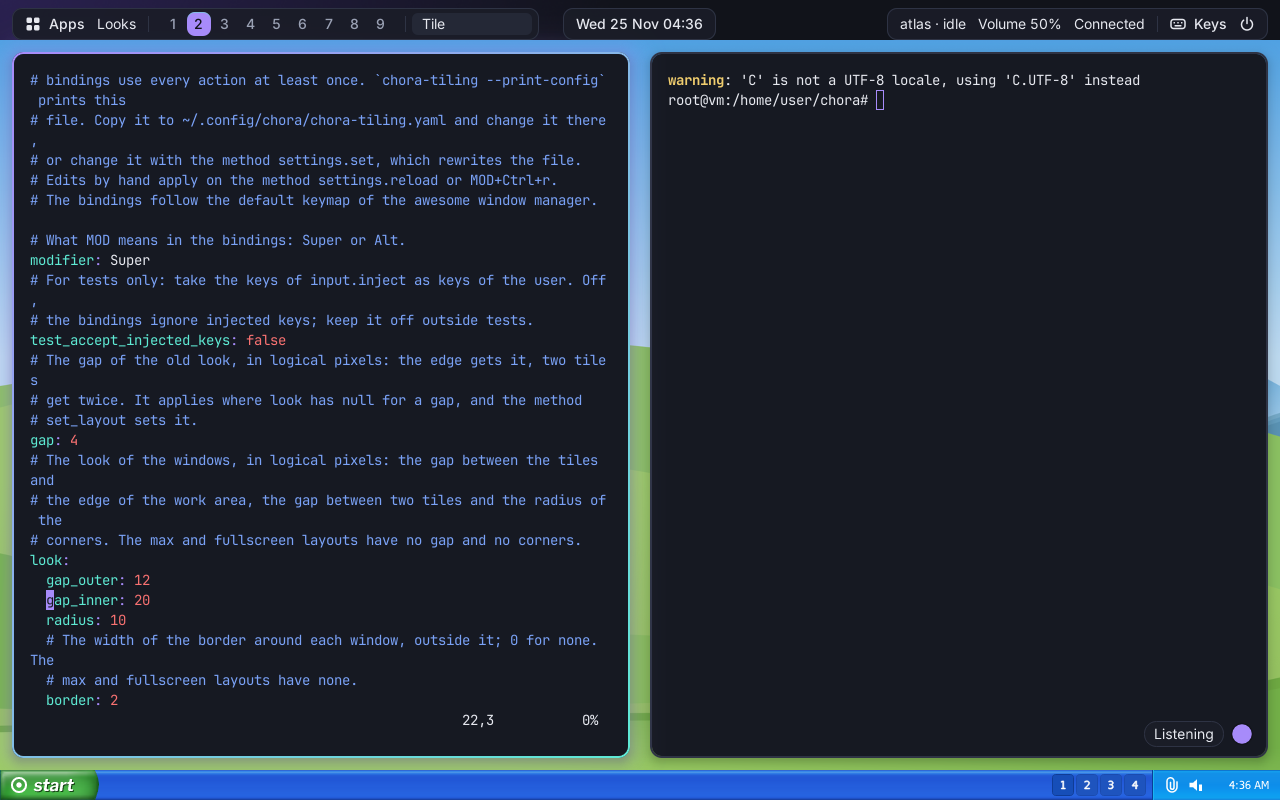 Apps Looks 1 2 3 4 5 6 7 8 9 Tile
Wed 25 Nov 04:36
atlas · idle Volume 50% Connected Keys
# bindings use every action at least once. `chora-tiling --print-config`
prints this
# file. Copy it to ~/.config/chora/chora-tiling.yaml and change it there
,
# or change it with the method settings.set, which rewrites the file.
# Edits by hand apply on the method settings.reload or MOD+Ctrl+r.
# The bindings follow the default keymap of the awesome window manager.
# What MOD means in the bindings: Super or Alt.
modifier: Super
# For tests only: take the keys of input.inject as keys of the user. Off
,
# the bindings ignore injected keys; keep it off outside tests.
test_accept_injected_keys: false
# The gap of the old look, in logical pixels: the edge gets it, two tile
s
# get twice. It applies where look has null for a gap, and the method
# set_layout sets it.
gap: 4
# The look of the windows, in logical pixels: the gap between the tiles
and
# the edge of the work area, the gap between two tiles and the radius of
the
# corners. The max and fullscreen layouts have no gap and no corners.
look:
  gap_outer: 12
  gap_inner: 20
  radius: 10
  # The width of the border around each window, outside it; 0 for none.
The
  # max and fullscreen layouts have none.
  border: 2
22,3 0%
warning: 'C' is not a UTF-8 locale, using 'C.UTF-8' instead
root@vm:/home/user/chora#
Listening
start
1 2 3 4
4:36 AM